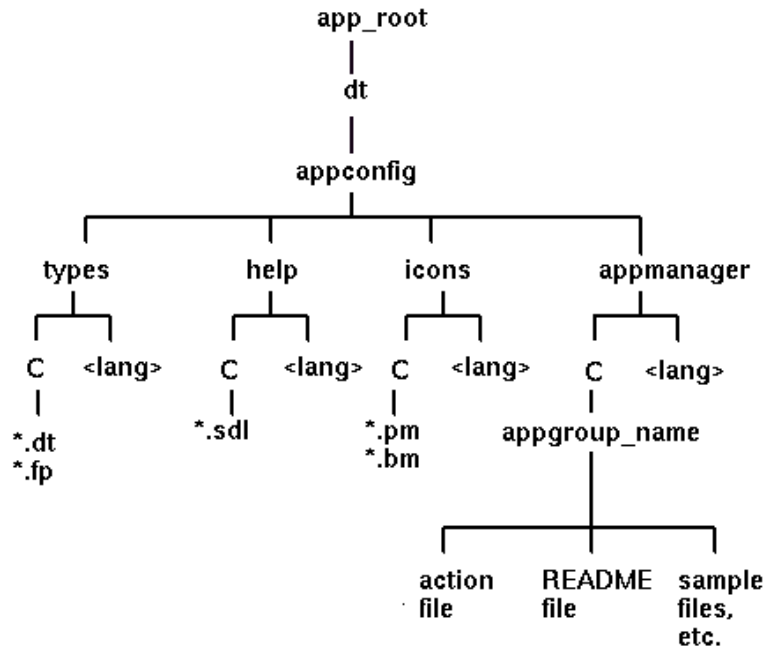 app_root
dt
appconfig
types help icons appmanager
C <lang> C <lang> C <lang> C <lang>
*.dt *.sdl *.pm appgroup_name
*.fp *.bm
action README sample
file file files,
etc.